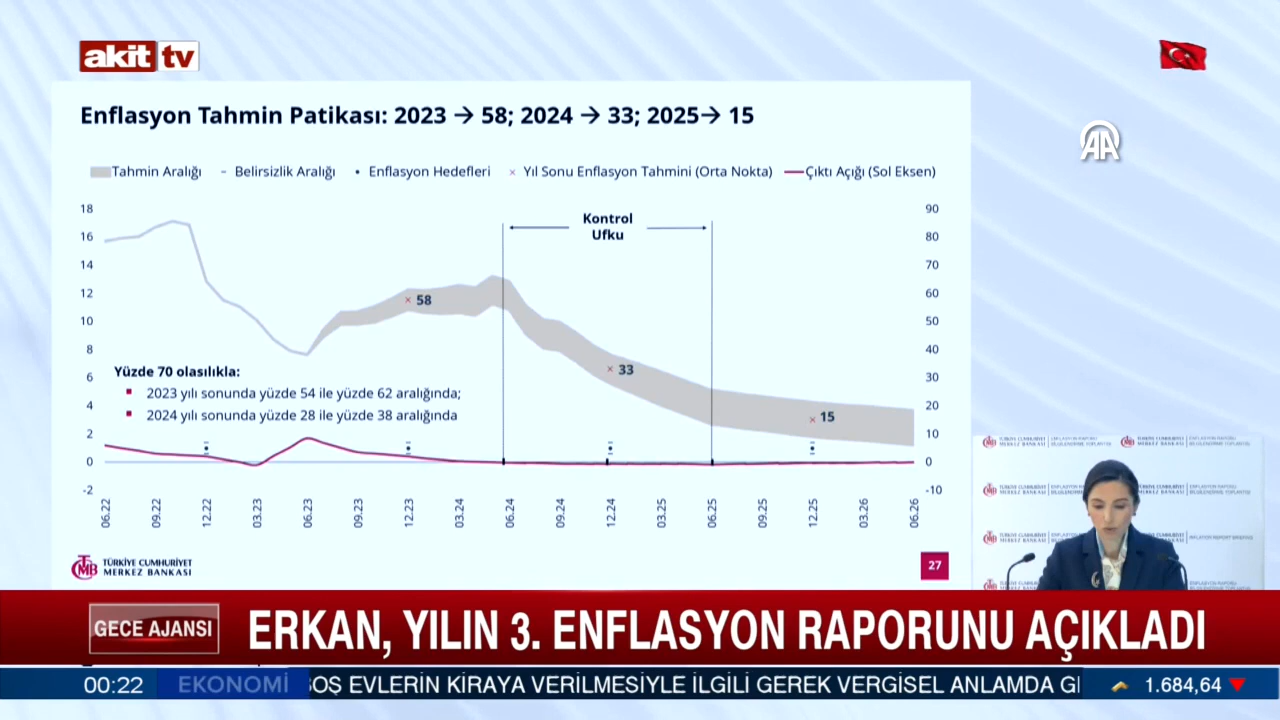 akit tv
Enflasyon Tahmin Patikası: 2023 → 58; 2024 → 33; 2025→ 15
AA
Tahmin Aralığı
Belirsizlik Aralığı
Enflasyon Hedefleri
Yıl Sonu Enflasyon Tahmini (Orta Nokta)
Çıktı Açığı (Sol Eksen)
18
16
14
12
10
8
6
4
2
0
-2
90
80
70
60
50
40
30
20
10
0
-10
Kontrol
Ufku
58
33
15
Yüzde 70 olasılıkla:
2023 yılı sonunda yüzde 54 ile yüzde 62 aralığında;
2024 yılı sonunda yüzde 28 ile yüzde 38 aralığında
06.22
09.22
12.22
03.23
06.23
09.23
12.23
03.24
06.24
09.24
12.24
03.25
06.25
09.25
12.25
03.26
06.26
TCMB
TÜRKİYE CUMHURİYET
MERKEZ BANKASI
27
GECE AJANSI
ERKAN, YILIN 3. ENFLASYON RAPORUNU AÇIKLADI
00:22
EKONOMİ
BOŞ EVLERİN KİRAYA VERİLMESİYLE İLGİLİ GEREK VERGİSEL ANLAMDA
1.684,64